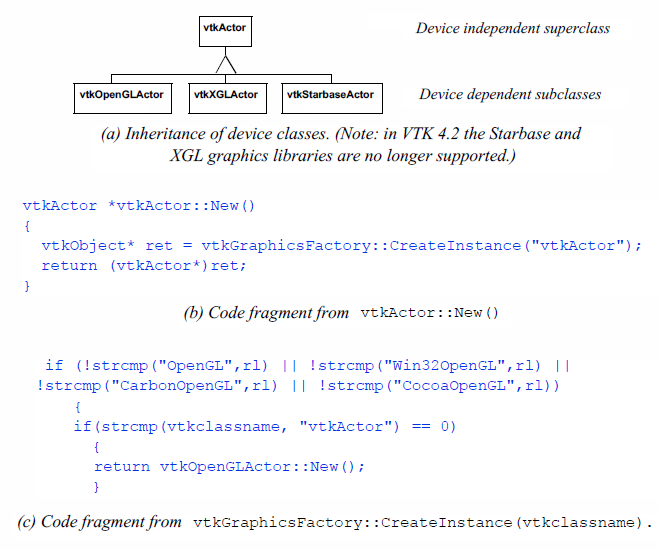 vtkActor
Device independent superclass
vtkOpenGLActor vtkXGLActor vtkStarbaseActor
Device dependent subclasses
(a) Inheritance of device classes. (Note: in VTK 4.2 the Starbase and
XGL graphics libraries are no longer supported.)
vtkActor *vtkActor::New()
{
vtkObject* ret = vtkGraphicsFactory::CreateInstance("vtkActor");
return (vtkActor*)ret;
}
(b) Code fragment from vtkActor::New()
if (!strcmp("OpenGL",rl) || !strcmp("Win32OpenGL",rl) ||
!strcmp("CarbonOpenGL",rl) || !strcmp("CocoaOpenGL",rl))
{
if(strcmp(vtkclassname, "vtkActor") == 0)
{
return vtkOpenGLActor::New();
}
(c) Code fragment from vtkGraphicsFactory::CreateInstance(vtkclassname).